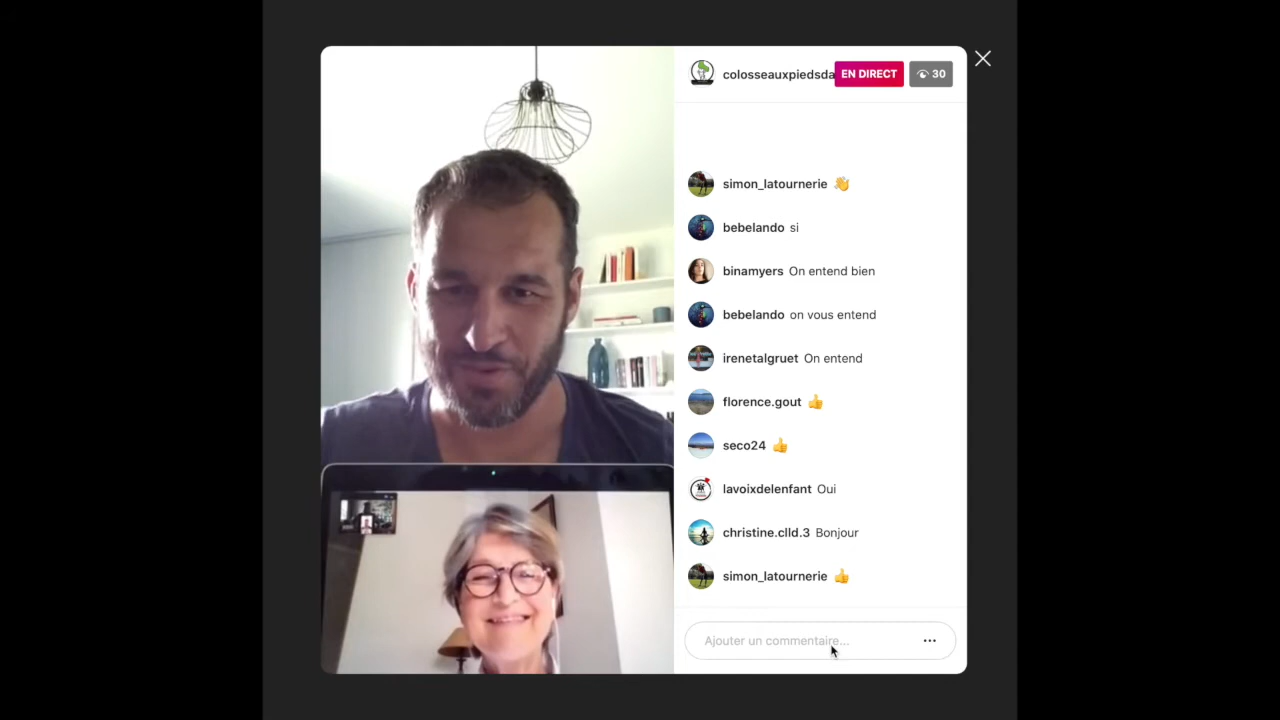 colosseauxpiedsda
EN DIRECT
30
simon_latournerie 👋
bebelando si
binamyers On entend bien
bebelando on vous entend
irenetalgruet On entend
florence.gout 👍
seco24 👍
lavoixdelenfant Oui
christine.clld.3 Bonjour
simon_latournerie 👍
Ajouter un commentaire...